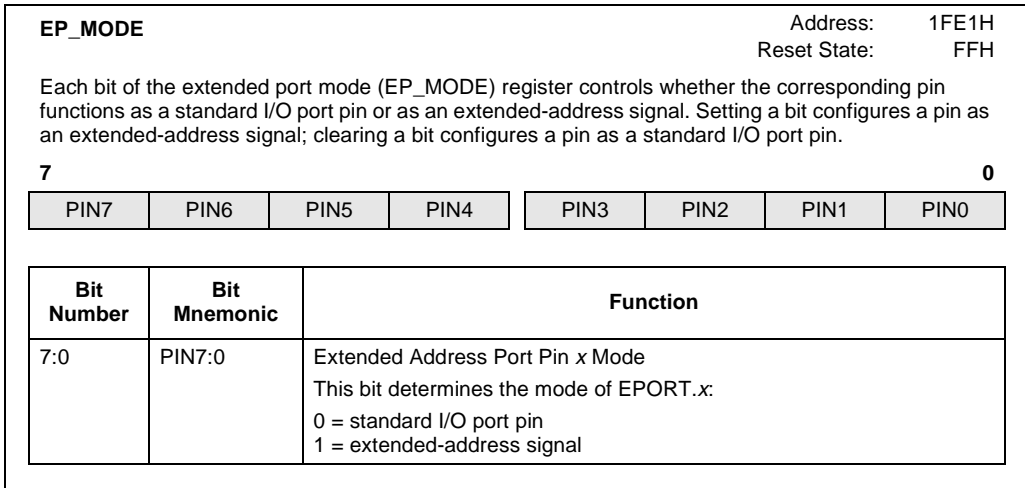 EP_MODE Address: 1FE1H
Reset State: FFH
Each bit of the extended port mode (EP_MODE) register controls whether the corresponding pin
functions as a standard I/O port pin or as an extended-address signal. Setting a bit configures a pin as
an extended-address signal; clearing a bit configures a pin as a standard I/O port pin.
7 0
PIN7 PIN6 PIN5 PIN4 PIN3 PIN2 PIN1 PIN0
Bit Number Bit Mnemonic Function
7:0 PIN7:0 Extended Address Port Pin x Mode
This bit determines the mode of EPORT.x:
0 = standard I/O port pin
1 = extended-address signal